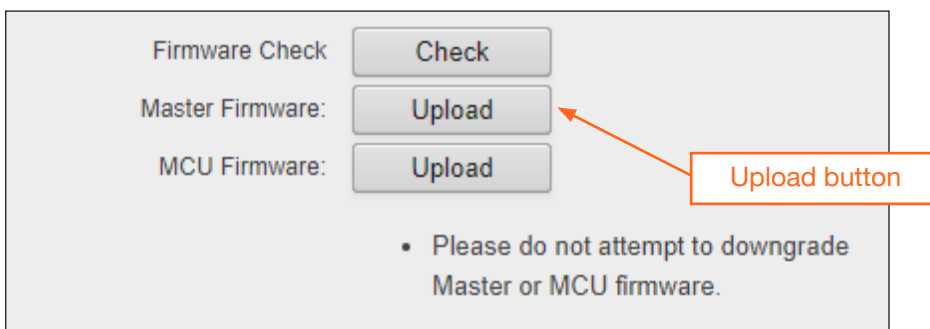 Firmware Check Check
Master Firmware: Upload
MCU Firmware: Upload
Upload button
• Please do not attempt to downgrade
Master or MCU firmware.